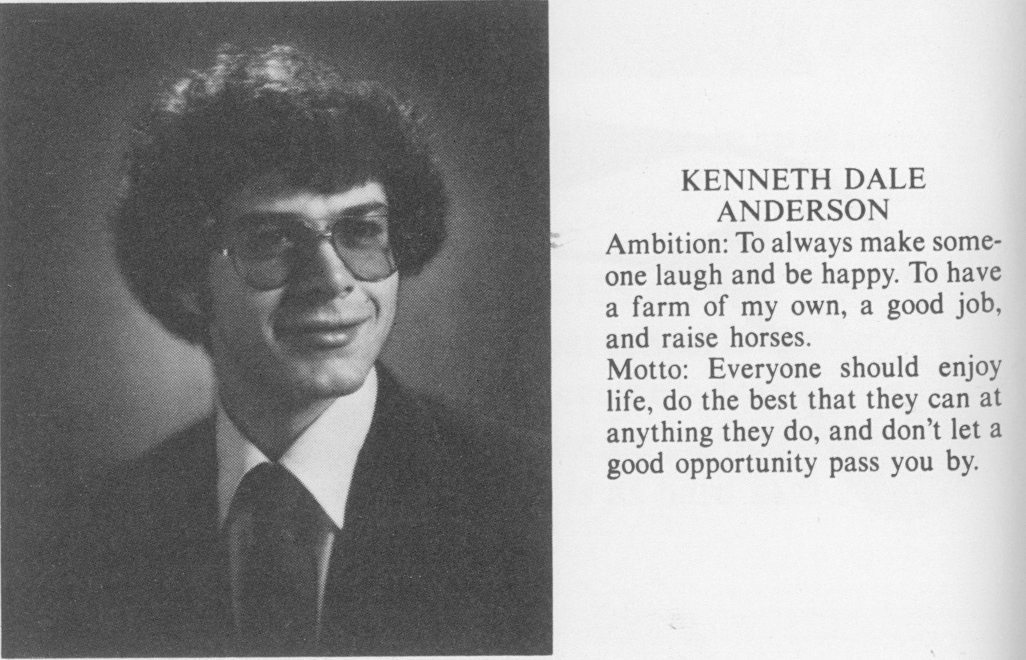 KENNETH DALE
ANDERSON
Ambition: To always make some-
one laugh and be happy. To have
a farm of my own, a good job,
and raise horses.
Motto: Everyone should enjoy
life, do the best that they can at
anything they do, and don't let a
good opportunity pass you by.